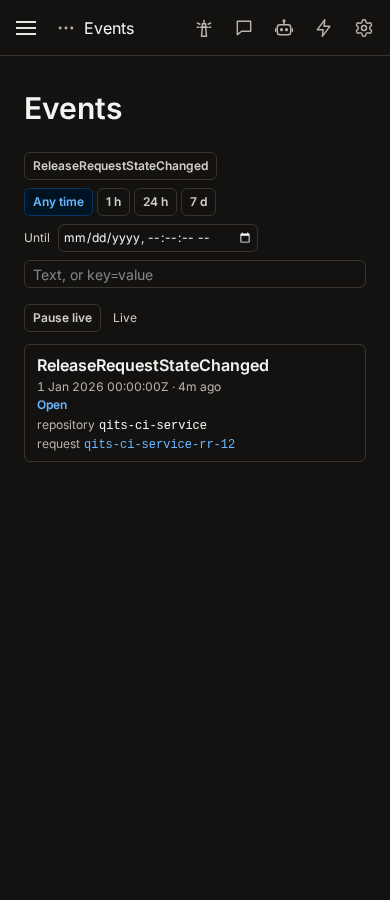 Events
Events
ReleaseRequestStateChanged
Any time 1 h 24 h 7 d
Until mm/dd/yyyy, --:--:-- --
Text, or key=value
Pause live Live
ReleaseRequestStateChanged
1 Jan 2026 00:00:00Z · 4m ago
Open
repository qits-ci-service
request qits-ci-service-rr-12